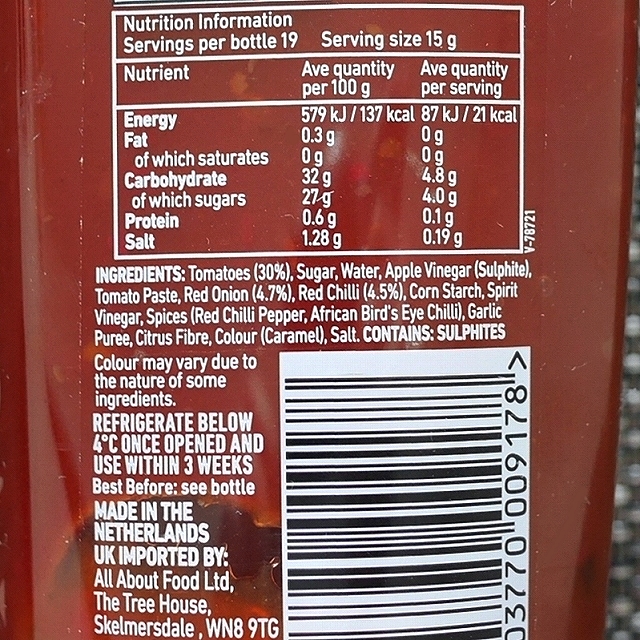 Nutrition Information
Servings per bottle 19 Serving size 15 g
Nutrient Ave quantity per 100 g Ave quantity per serving
Energy 579 kJ / 137 kcal 87 kJ / 21 kcal
Fat 0.3 g 0 g
of which saturates 0 g 0 g
Carbohydrate 32 g 4.8 g
of which sugars 27 g 4.0 g
Protein 0.6 g 0.1 g
Salt 1.28 g 0.19 g
V-78721
INGREDIENTS: Tomatoes (30%), Sugar, Water, Apple Vinegar (Sulphite),
Tomato Paste, Red Onion (4.7%), Red Chilli (4.5%), Corn Starch, Spirit
Vinegar, Spices (Red Chilli Pepper, African Bird's Eye Chilli), Garlic
Puree, Citrus Fibre, Colour (Caramel), Salt. CONTAINS: SULPHITES
Colour may vary due to
the nature of some
ingredients.
REFRIGERATE BELOW
4°C ONCE OPENED AND
USE WITHIN 3 WEEKS
Best Before: see bottle
MADE IN THE
NETHERLANDS
UK IMPORTED BY:
All About Food Ltd,
The Tree House,
Skelmersdale , WN8 9TG
03770 009178 >